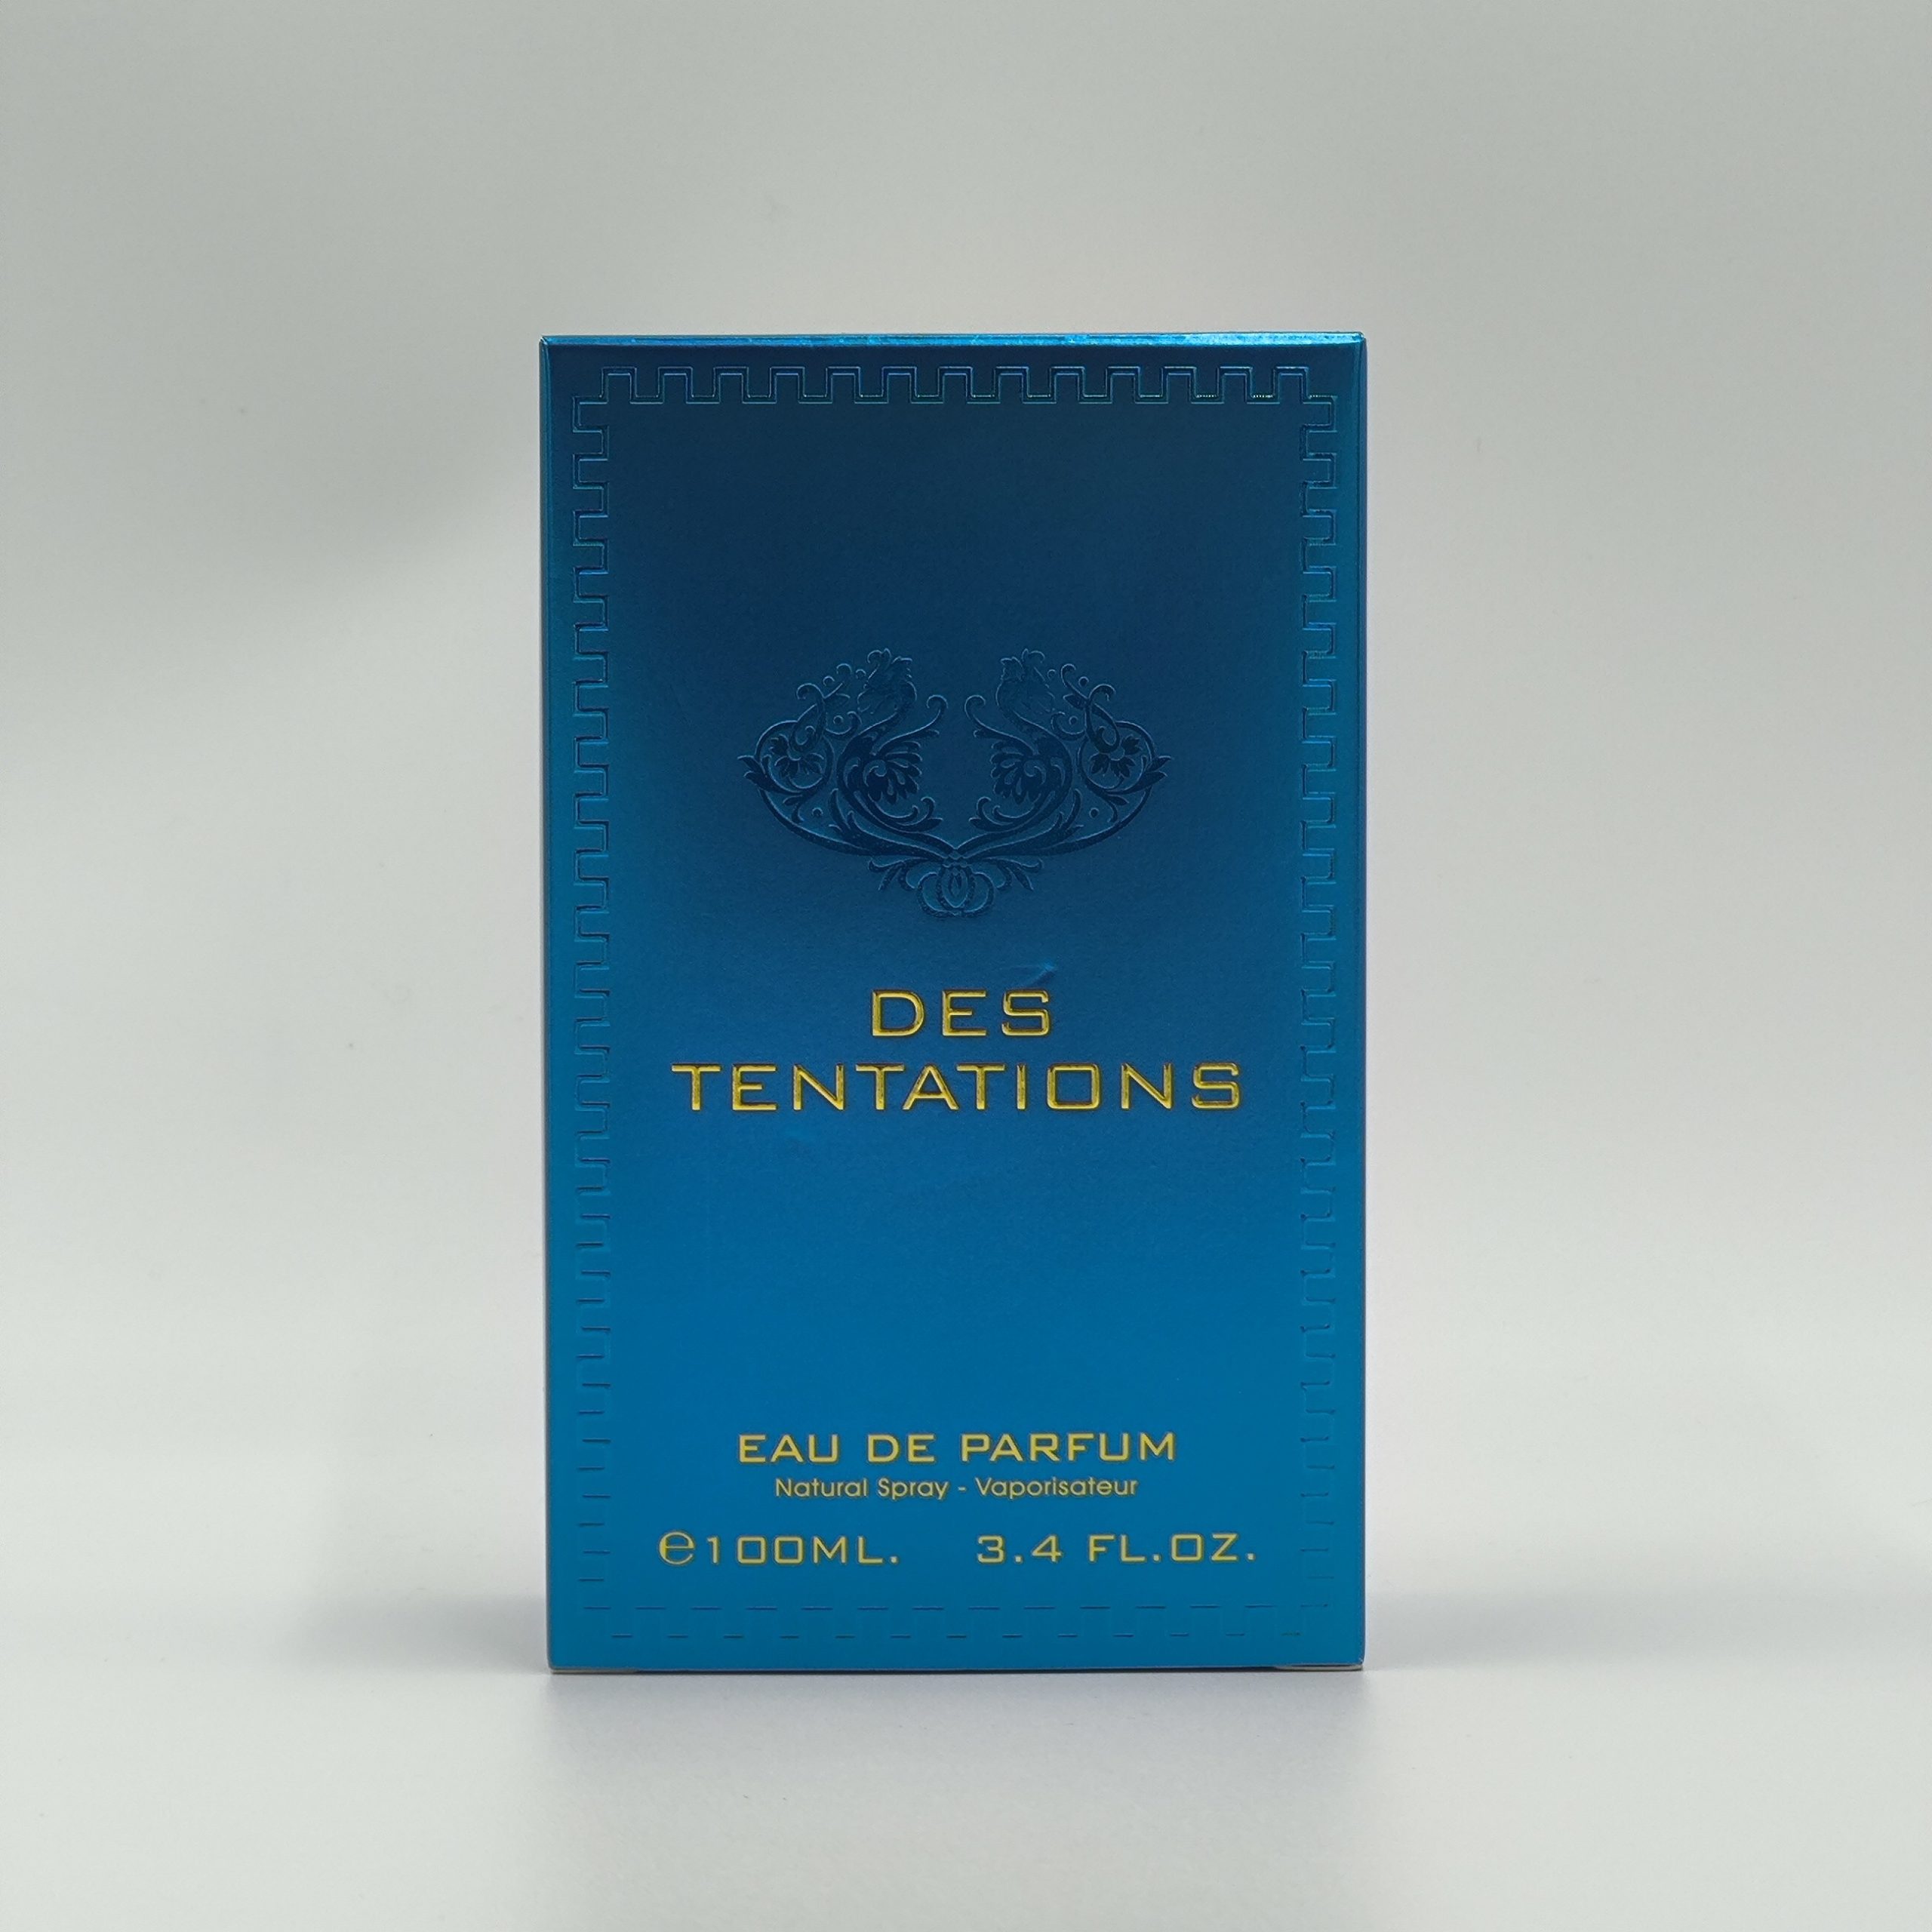 DES
TENTATIONS
EAU DE PARFUM
Natural Spray - Vaporisateur
℮100ML. 3.4 FL.OZ.